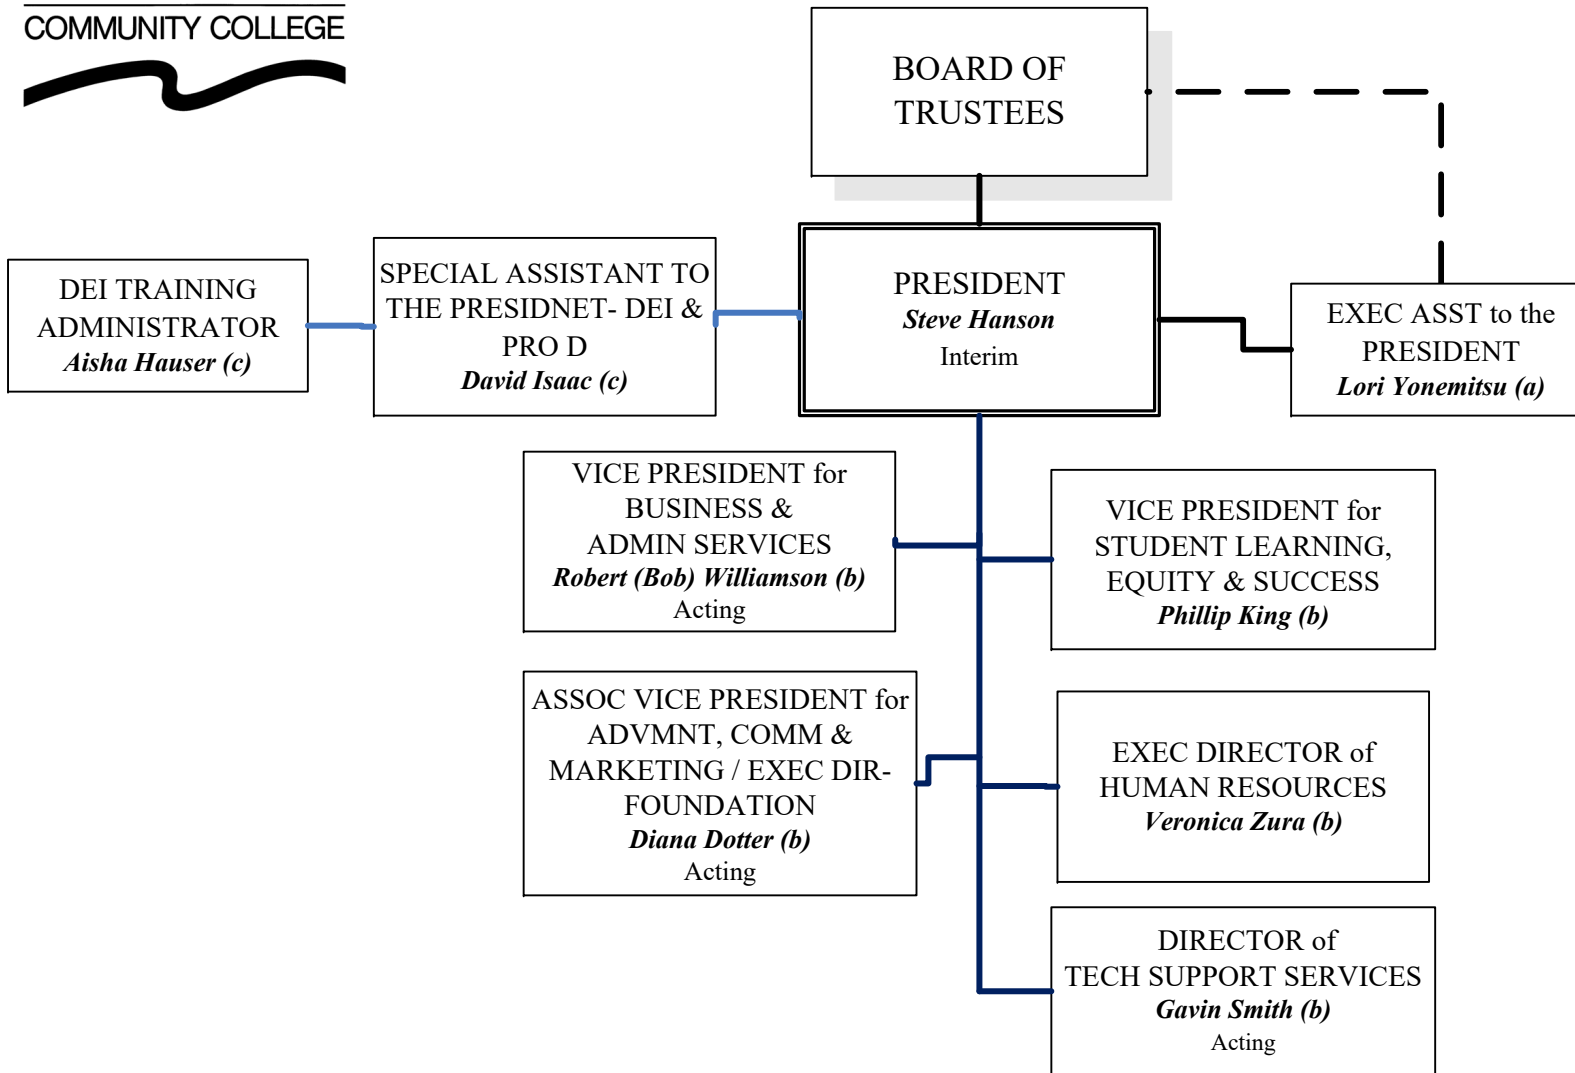 COMMUNITY COLLEGE
BOARD OF
TRUSTEES
DEI TRAINING
ADMINISTRATOR
Aisha Hauser (c)
SPECIAL ASSISTANT TO
THE PRESIDNET- DEI &
PRO D
David Isaac (c)
PRESIDENT
Steve Hanson
Interim
EXEC ASST to the
PRESIDENT
Lori Yonemitsu (a)
VICE PRESIDENT for
BUSINESS &
ADMIN SERVICES
Robert (Bob) Williamson (b)
Acting
VICE PRESIDENT for
STUDENT LEARNING,
EQUITY & SUCCESS
Phillip King (b)
ASSOC VICE PRESIDENT for
ADVMNT, COMM &
MARKETING / EXEC DIR-
FOUNDATION
Diana Dotter (b)
Acting
EXEC DIRECTOR of
HUMAN RESOURCES
Veronica Zura (b)
DIRECTOR of
TECH SUPPORT SERVICES
Gavin Smith (b)
Acting